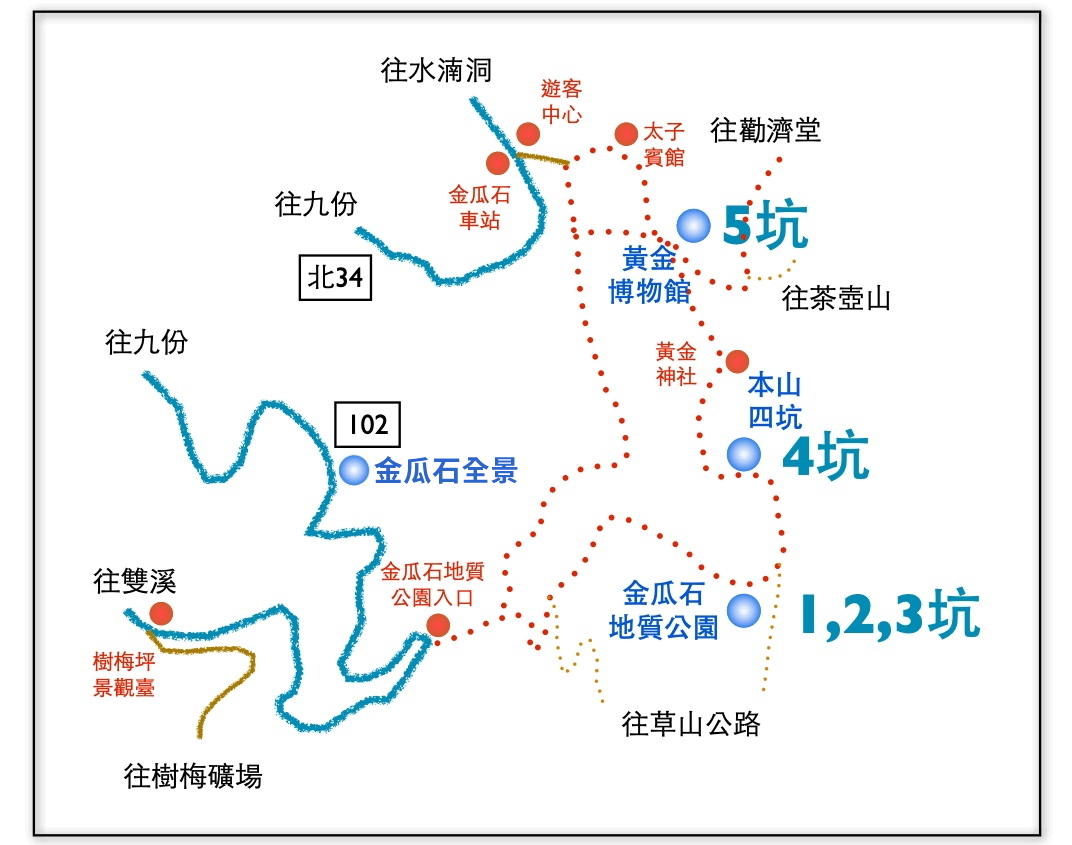 往水湳洞
遊客
中心
太子
賓館
往勸濟堂
金瓜石
車站
往九份
5坑
黃金
博物館
北34
往茶壺山
往九份
黃金
神社
本山
四坑
102
4坑
金瓜石全景
金瓜石地質
公園入口
往雙溪
金瓜石
地質公園
1,2,3坑
樹梅坪
景觀臺
往草山公路
往樹梅礦場